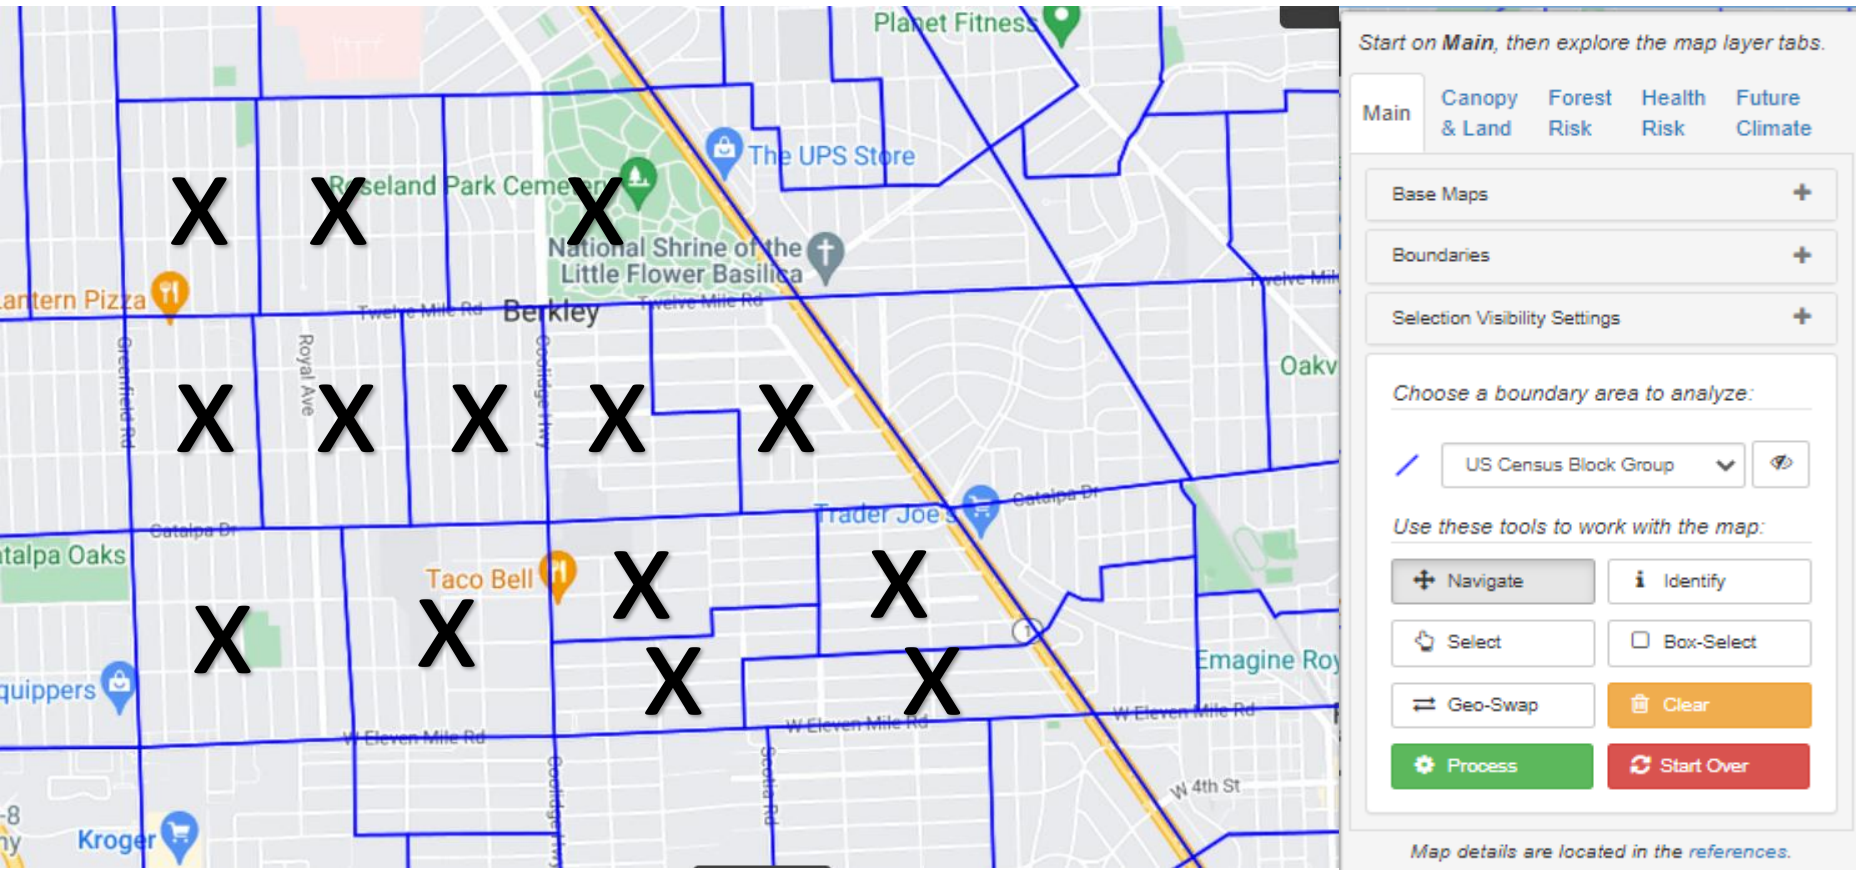 Planet Fitness
The UPS Store
Roseland Park Cemetery
X
X
X
National Shrine of the
Little Flower Basilica
antern Pizza
Twelve Mile Rd
Berkley
Twelve Mile Rd
Twelve Mil
Greenfield Rd
Royal Ave
Coolidge Hwy
Oakv
X
X
X
X
X
Trader Joe's
Catalpa Dr
Catalpa Dr
talpa Oaks
Taco Bell
X
X
X
X
1
X
X
Emagine Roy
quippers
W Eleven Mile Rd
W Eleven Mile Rd
W Eleven Mile Rd
Coolidge Hwy
Scotia Rd
W 4th St
-8
ny
Kroger
Start on Main, then explore the map layer tabs.
Main
Canopy & Land
Forest Risk
Health Risk
Future Climate
Base Maps
Boundaries
Selection Visibility Settings
Choose a boundary area to analyze:
US Census Block Group
Use these tools to work with the map:
Navigate
Identify
Select
Box-Select
Geo-Swap
Clear
Process
Start Over
Map details are located in the references.